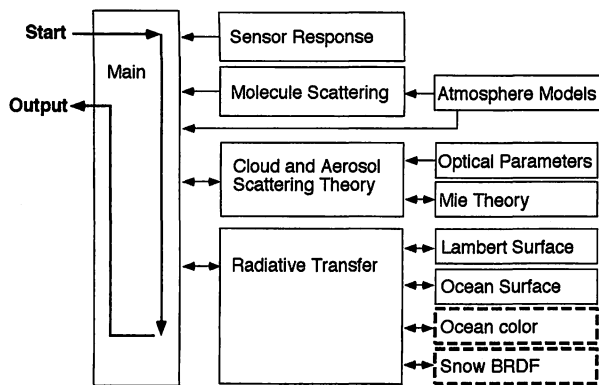 Start
Main
Output
Sensor Response
Molecule Scattering
Atmosphere Models
Cloud and Aerosol
Scattering Theory
Optical Parameters
Mie Theory
Radiative Transfer
Lambert Surface
Ocean Surface
Ocean color
Snow BRDF